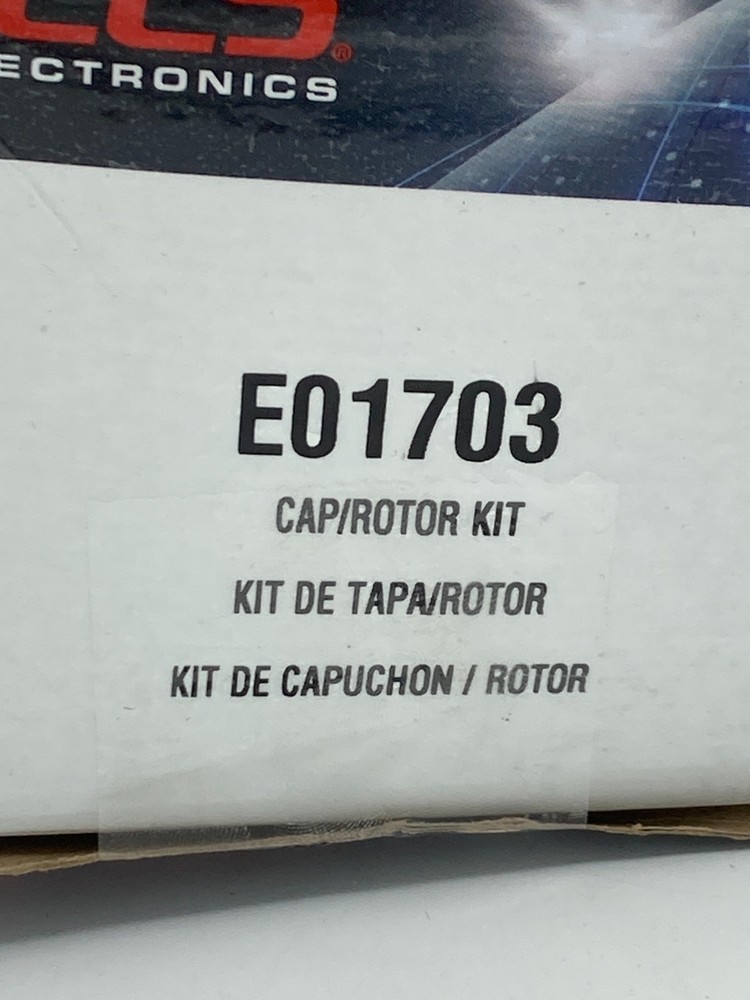 ECTRONICS
E01703
CAP/ROTOR KIT
KIT DE TAPA/ROTOR
KIT DE CAPUCHON / ROTOR